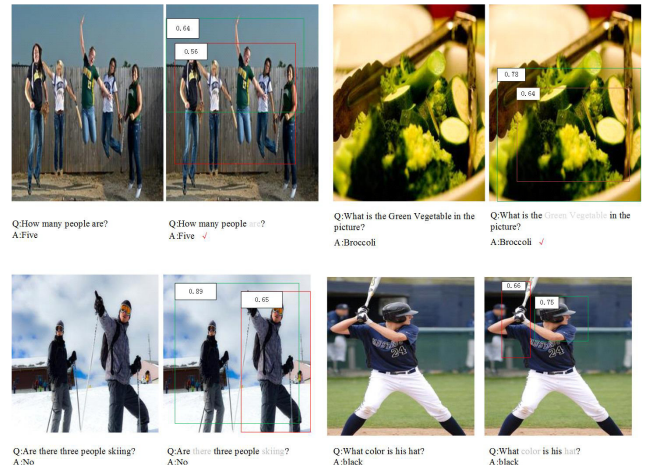 0.64
0.56
0.78
0.64
Q:How many people are?
A:Five
Q:How many people are?
A:Five √
Q:What is the Green Vegetable in the
picture?
A:Broccoli
Q:What is the Green Vegetable in the
picture?
A:Broccoli √
0.89
0.65
24
0.66
0.75
24
Q:Are there three people skiing?
A:No
Q:Are there three people skiing?
A:No
Q:What color is his hat?
A:black
Q:What color is his hat?
A:black